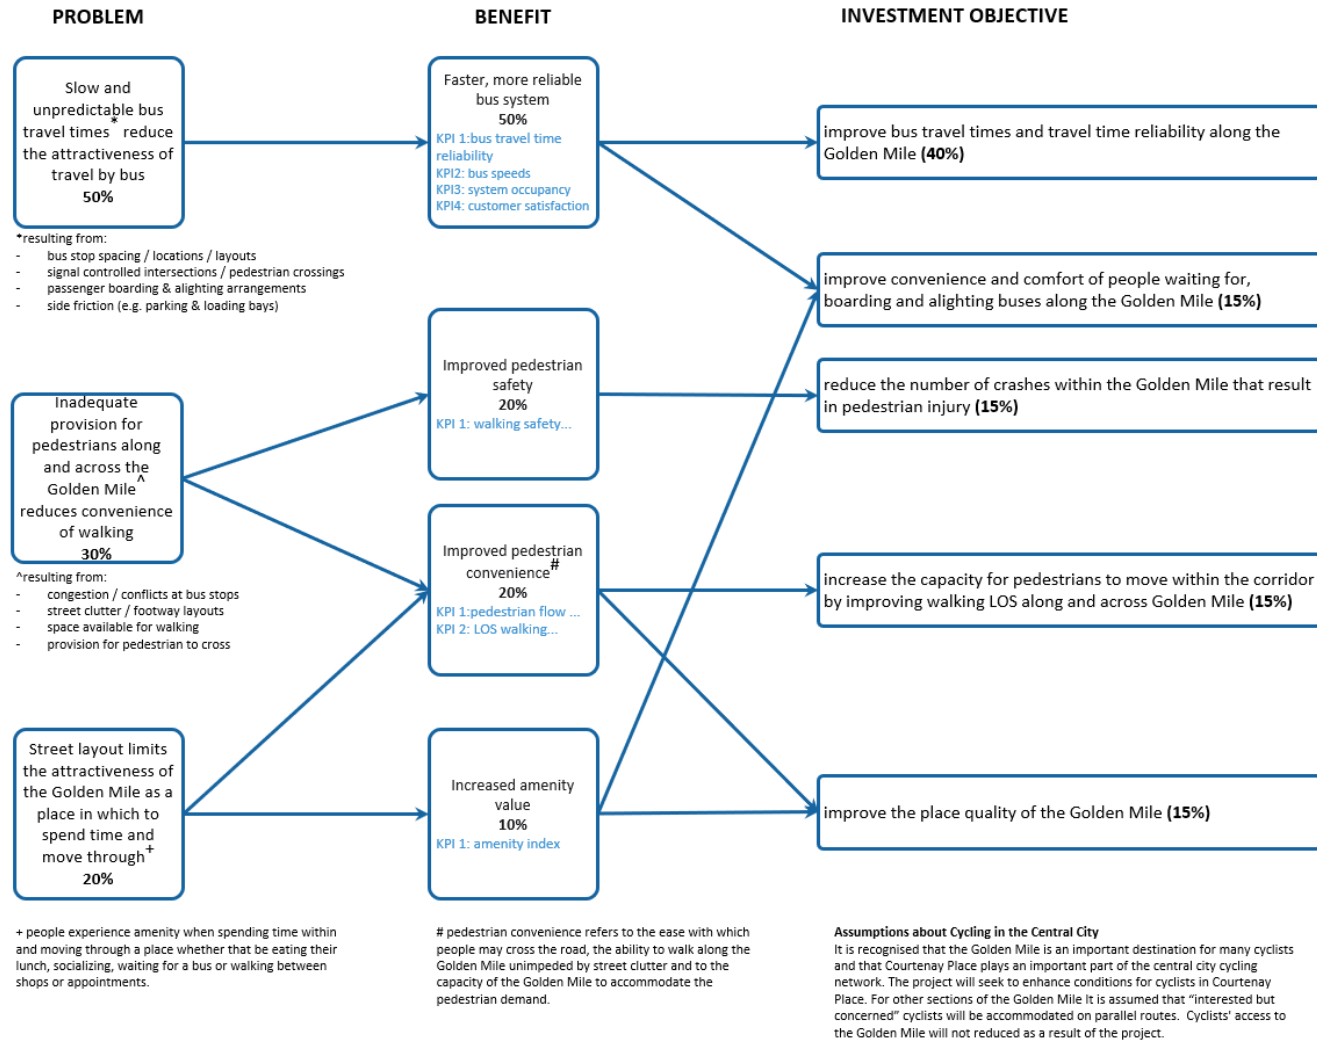 PROBLEM
BENEFIT
INVESTMENT OBJECTIVE
Slow and
unpredictable bus
travel times* reduce
the attractiveness of
travel by bus
50%
*resulting from:
- bus stop spacing / locations / layouts
- signal controlled intersections / pedestrian crossings
- passenger boarding & alighting arrangements
- side friction (e.g. parking & loading bays)
Inadequate
provision for
pedestrians along
and across the
Golden Mile^
reduces convenience
of walking
30%
^resulting from:
- congestion / conflicts at bus stops
- street clutter / footway layouts
- space available for walking
- provision for pedestrian to cross
Street layout limits
the attractiveness of
the Golden Mile as a
place in which to
spend time and
move through+
20%
+ people experience amenity when spending time within
and moving through a place whether that be eating their
lunch, socializing, waiting for a bus or walking between
shops or appointments.
Faster, more reliable
bus system
50%
KPI 1:bus travel time
reliability
KPI2: bus speeds
KPI3: system occupancy
KPI4: customer satisfaction
Improved pedestrian
safety
20%
KPI 1: walking safety...
Improved pedestrian
convenience#
20%
KPI 1:pedestrian flow ...
KPI 2: LOS walking...
Increased amenity
value
10%
KPI 1: amenity index
# pedestrian convenience refers to the ease with which
people may cross the road, the ability to walk along the
Golden Mile unimpeded by street clutter and to the
capacity of the Golden Mile to accommodate the
pedestrian demand.
improve bus travel times and travel time reliability along the
Golden Mile (40%)
improve convenience and comfort of people waiting for,
boarding and alighting buses along the Golden Mile (15%)
reduce the number of crashes within the Golden Mile that result
in pedestrian injury (15%)
increase the capacity for pedestrians to move within the corridor
by improving walking LOS along and across Golden Mile (15%)
improve the place quality of the Golden Mile (15%)
Assumptions about Cycling in the Central City
It is recognised that the Golden Mile is an important destination for many cyclists
and that Courtenay Place plays an important part of the central city cycling
network. The project will seek to enhance conditions for cyclists in Courtenay
Place. For other sections of the Golden Mile It is assumed that “interested but
concerned” cyclists will be accommodated on parallel routes. Cyclists' access to
the Golden Mile will not reduced as a result of the project.